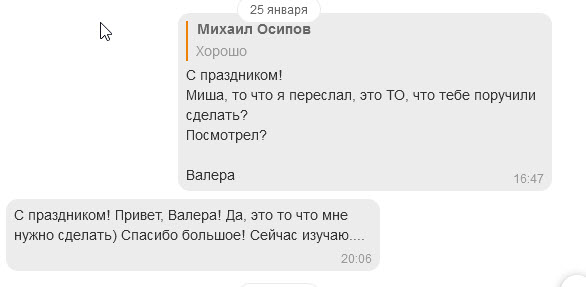 25 января
Михаил Осипов
Хорошо
С праздником!
Миша, то что я переслал, это ТО, что тебе поручили
сделать?
Посмотрел?
Валера
16:47
С праздником! Привет, Валера! Да, это то что мне
нужно сделать) Спасибо большое! Сейчас изучаю....
20:06